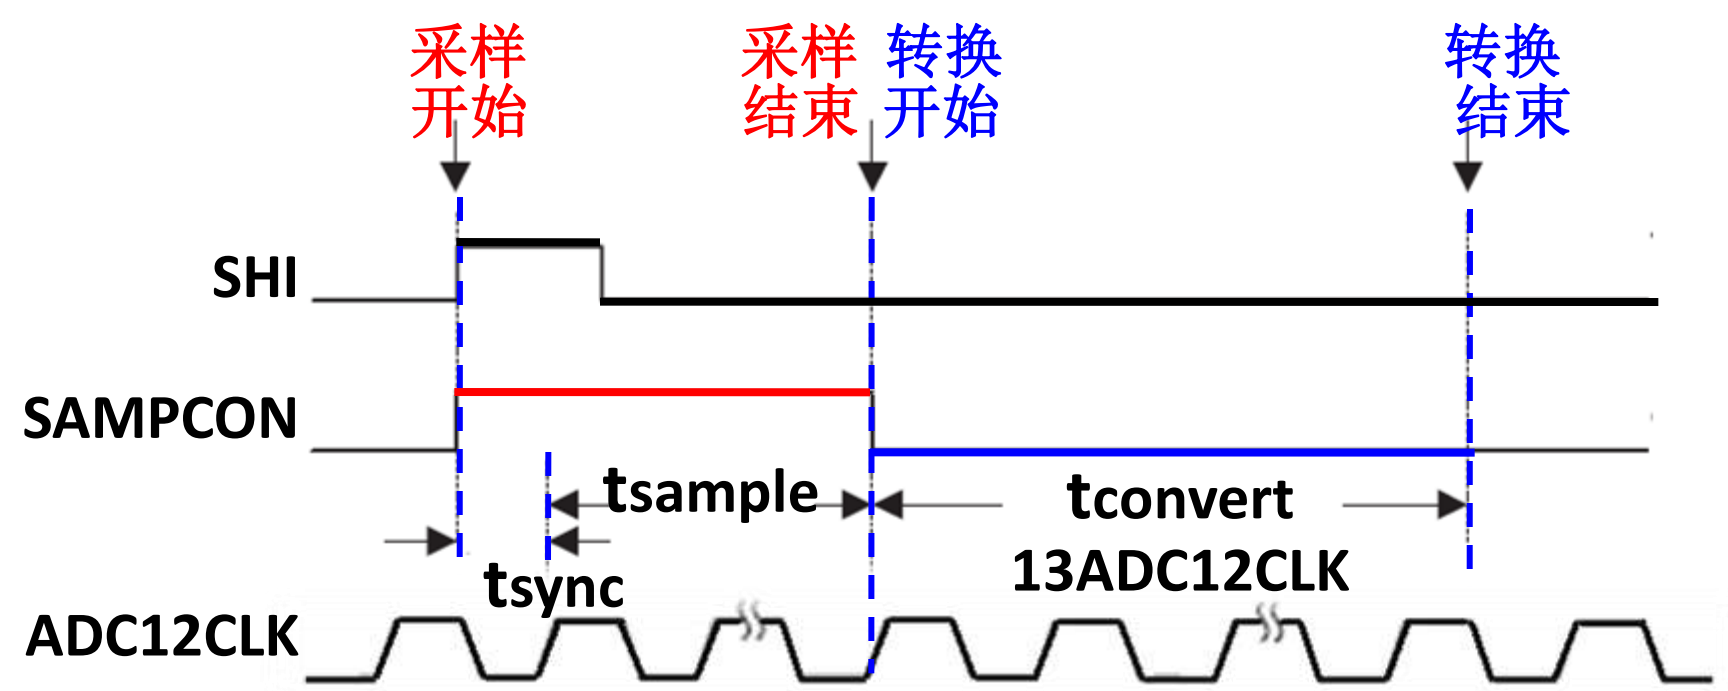 采样
开始
采样
结束
转换
开始
转换
结束
SHI
SAMPCON
tsample
tconvert
13ADC12CLK
tsync
ADC12CLK